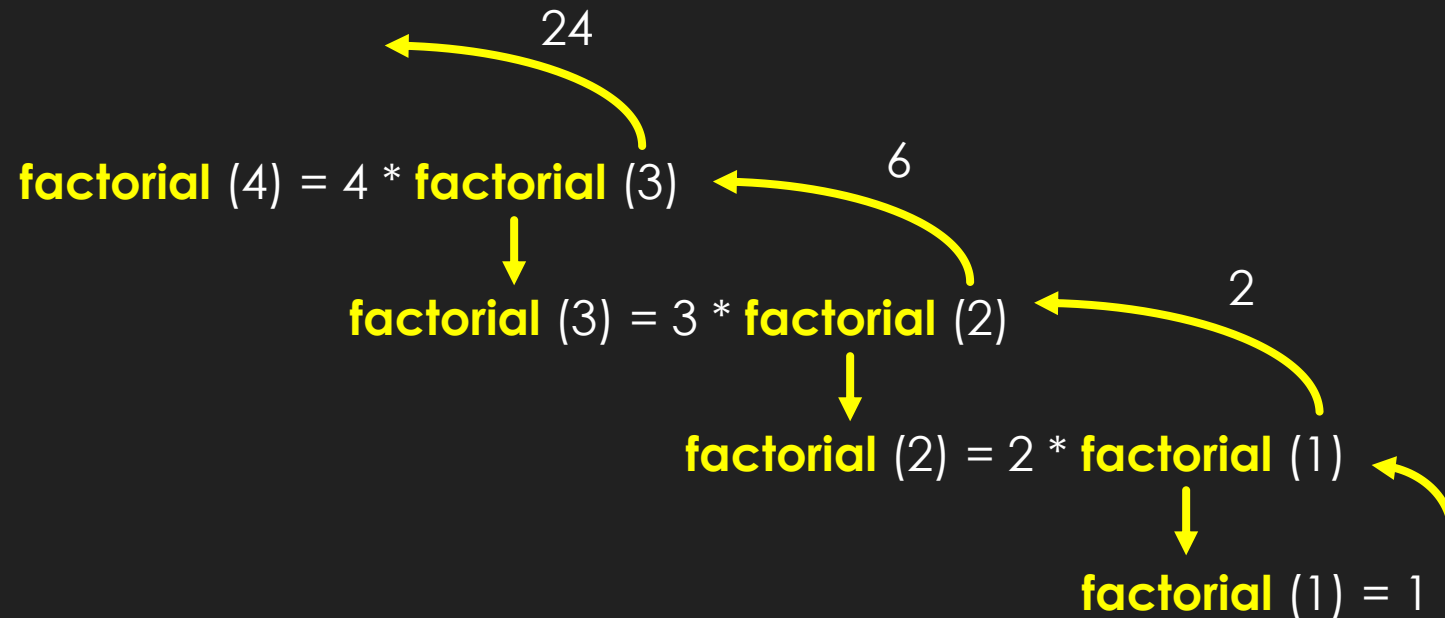 24
factorial (4) = 4 * factorial (3)
6
factorial (3) = 3 * factorial (2)
2
factorial (2) = 2 * factorial (1)
factorial (1) = 1